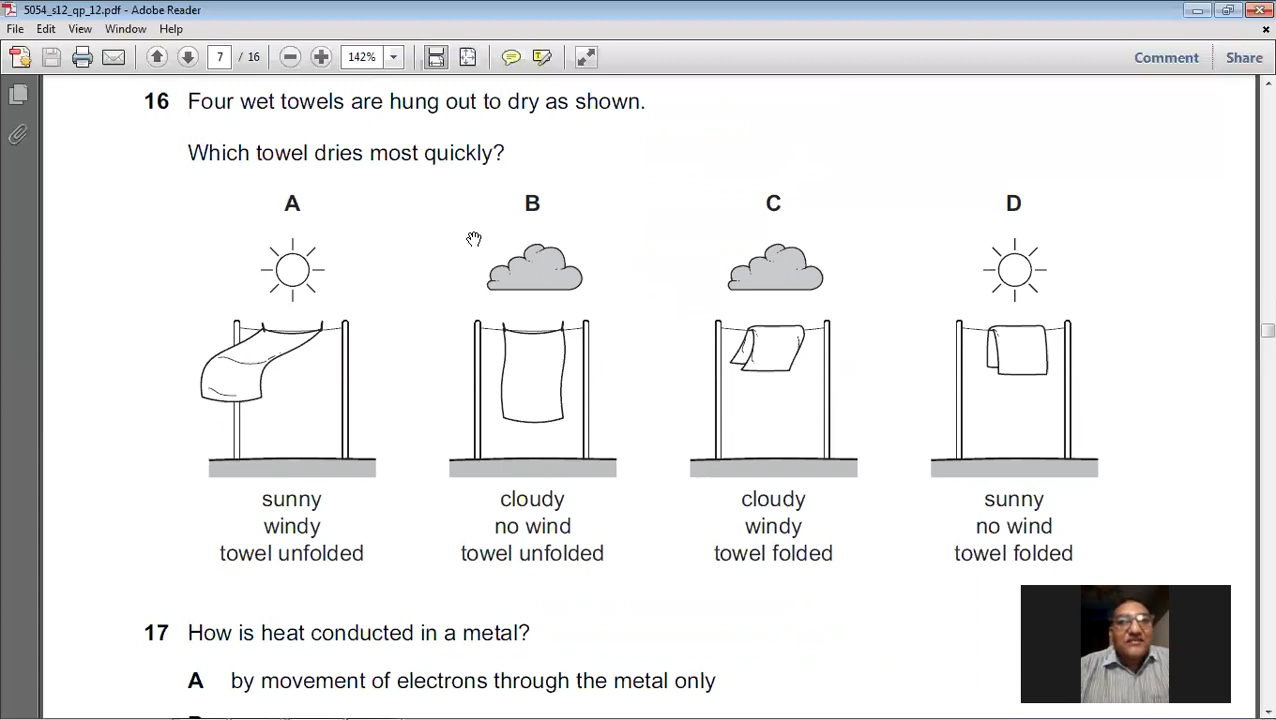 5054_s12_qp_12.pdf - Adobe Reader
File Edit View Window Help
7 / 16 142% Comment Share
16 Four wet towels are hung out to dry as shown.
Which towel dries most quickly?
A B C D
sunny cloudy cloudy sunny
windy no wind windy no wind
towel unfolded towel unfolded towel folded towel folded
17 How is heat conducted in a metal?
A by movement of electrons through the metal only